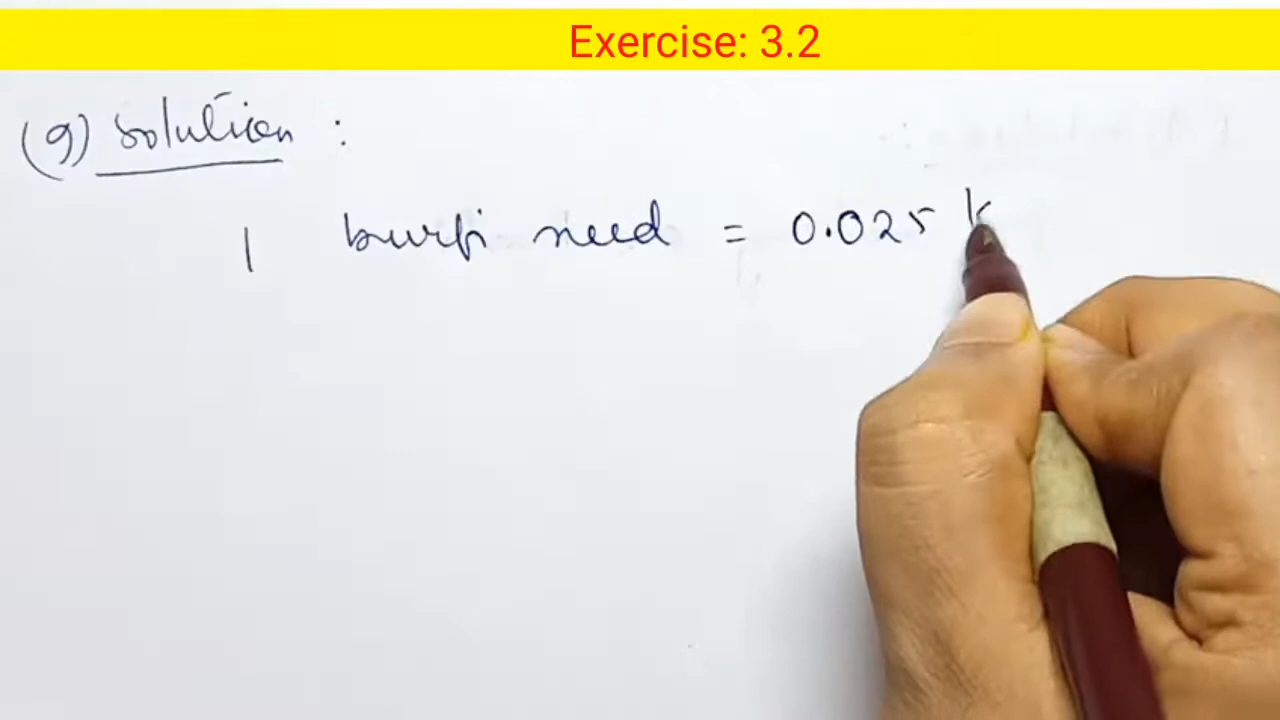 Exercise: 3.2
(9) Solution :
1 burfi need = 0.025 k